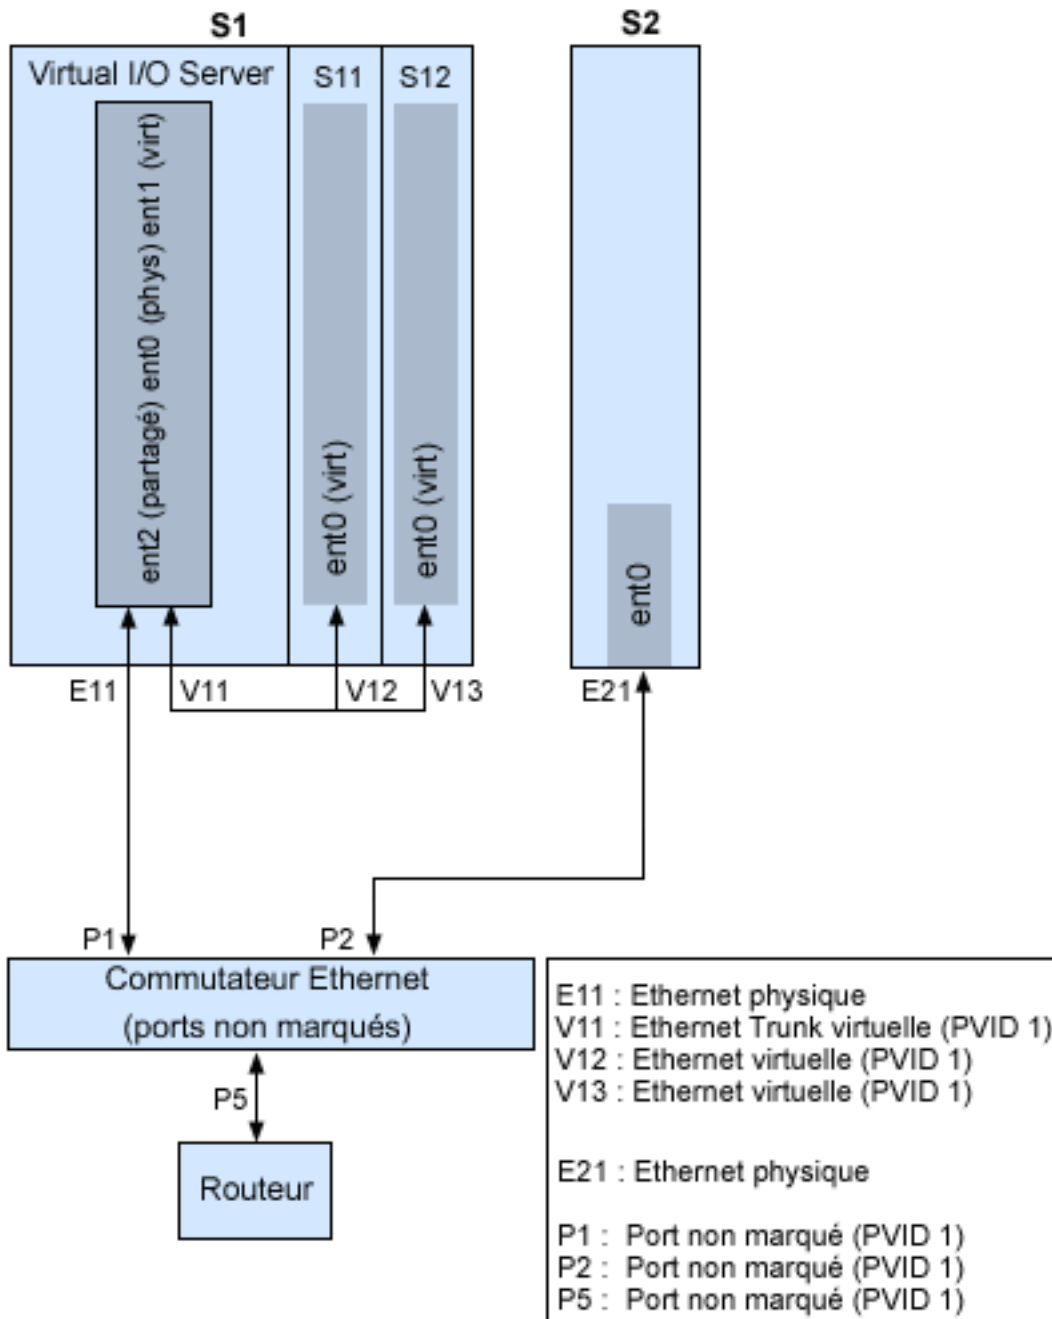 S1
S2
Virtual I/O Server
S11
S12
ent2 (partagé) ent0 (phys) ent1 (virt)
ent0 (virt)
ent0 (virt)
ent0
E11
V11
V12
V13
E21
P1
P2
Commutateur Ethernet
(ports non marqués)
P5
Routeur
E11 : Ethernet physique
V11 : Ethernet Trunk virtuelle (PVID 1)
V12 : Ethernet virtuelle (PVID 1)
V13 : Ethernet virtuelle (PVID 1)
E21 : Ethernet physique
P1 : Port non marqué (PVID 1)
P2 : Port non marqué (PVID 1)
P5 : Port non marqué (PVID 1)